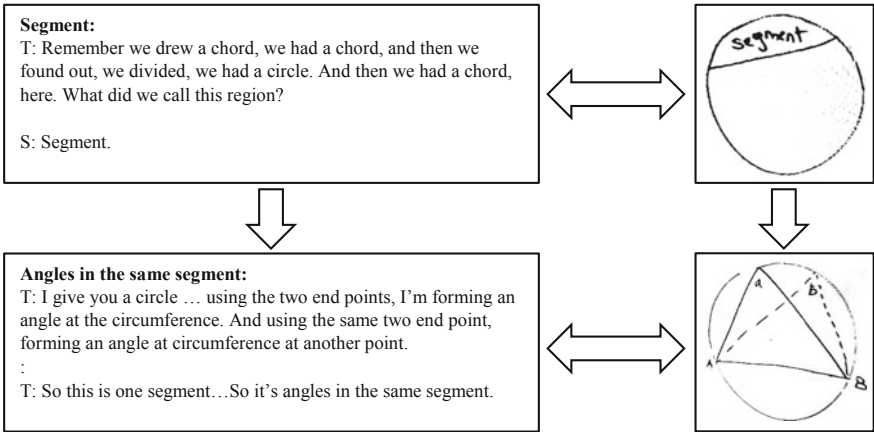 Segment:
T: Remember we drew a chord, we had a chord, and then we
found out, we divided, we had a circle. And then we had a chord,
here. What did we call this region?
S: Segment.
segment
Angles in the same segment:
T: I give you a circle … using the two end points, I’m forming an
angle at the circumference. And using the same two end point,
forming an angle at circumference at another point.
:
T: So this is one segment…So it’s angles in the same segment.
a
b
A
B